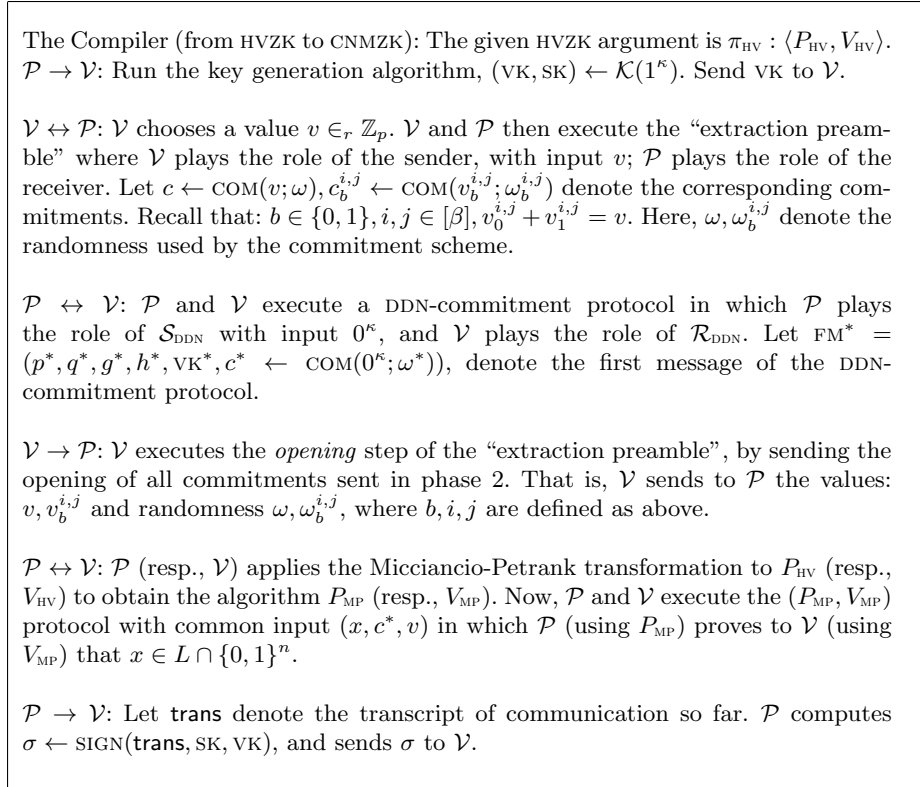 The Compiler (from HVZK to CNMZK): The given HVZK argument is π_HV : ⟨P_HV, V_HV⟩.
𝒫 → 𝒱: Run the key generation algorithm, (VK, SK) ← 𝒦(1^κ). Send VK to 𝒱.
𝒱 ↔ 𝒫: 𝒱 chooses a value v ∈_r ℤ_p. 𝒱 and 𝒫 then execute the “extraction pream-
ble” where 𝒱 plays the role of the sender, with input v; 𝒫 plays the role of the
receiver. Let c ← COM(v; ω), c_b^{i,j} ← COM(v_b^{i,j}; ω_b^{i,j}) denote the corresponding com-
mitments. Recall that: b ∈ {0, 1}, i, j ∈ [β], v_0^{i,j} + v_1^{i,j} = v. Here, ω, ω_b^{i,j} denote the
randomness used by the commitment scheme.
𝒫 ↔ 𝒱: 𝒫 and 𝒱 execute a DDN-commitment protocol in which 𝒫 plays
the role of 𝒮_DDN with input 0^κ, and 𝒱 plays the role of ℛ_DDN. Let FM* =
(p*, q*, g*, h*, VK*, c* ← COM(0^κ; ω*)), denote the first message of the DDN-
commitment protocol.
𝒱 → 𝒫: 𝒱 executes the opening step of the “extraction preamble”, by sending the
opening of all commitments sent in phase 2. That is, 𝒱 sends to 𝒫 the values:
v, v_b^{i,j} and randomness ω, ω_b^{i,j}, where b, i, j are defined as above.
𝒫 ↔ 𝒱: 𝒫 (resp., 𝒱) applies the Micciancio-Petrank transformation to P_HV (resp.,
V_HV) to obtain the algorithm P_MP (resp., V_MP). Now, 𝒫 and 𝒱 execute the (P_MP, V_MP)
protocol with common input (x, c*, v) in which 𝒫 (using P_MP) proves to 𝒱 (using
V_MP) that x ∈ L ∩ {0, 1}^n.
𝒫 → 𝒱: Let trans denote the transcript of communication so far. 𝒫 computes
σ ← SIGN(trans, SK, VK), and sends σ to 𝒱.